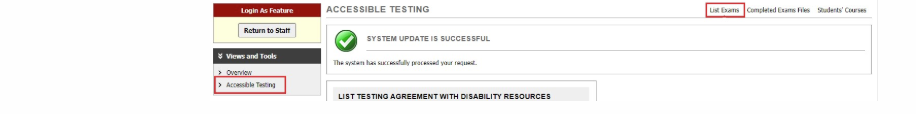 Login As Feature
Return to Staff
Views and Tools
Overview
Accessible Testing
ACCESSIBLE TESTING
List Exams Completed Exams Files Students' Courses
SYSTEM UPDATE IS SUCCESSFUL
The system has successfully processed your request.
LIST TESTING AGREEMENT WITH DISABILITY RESOURCES